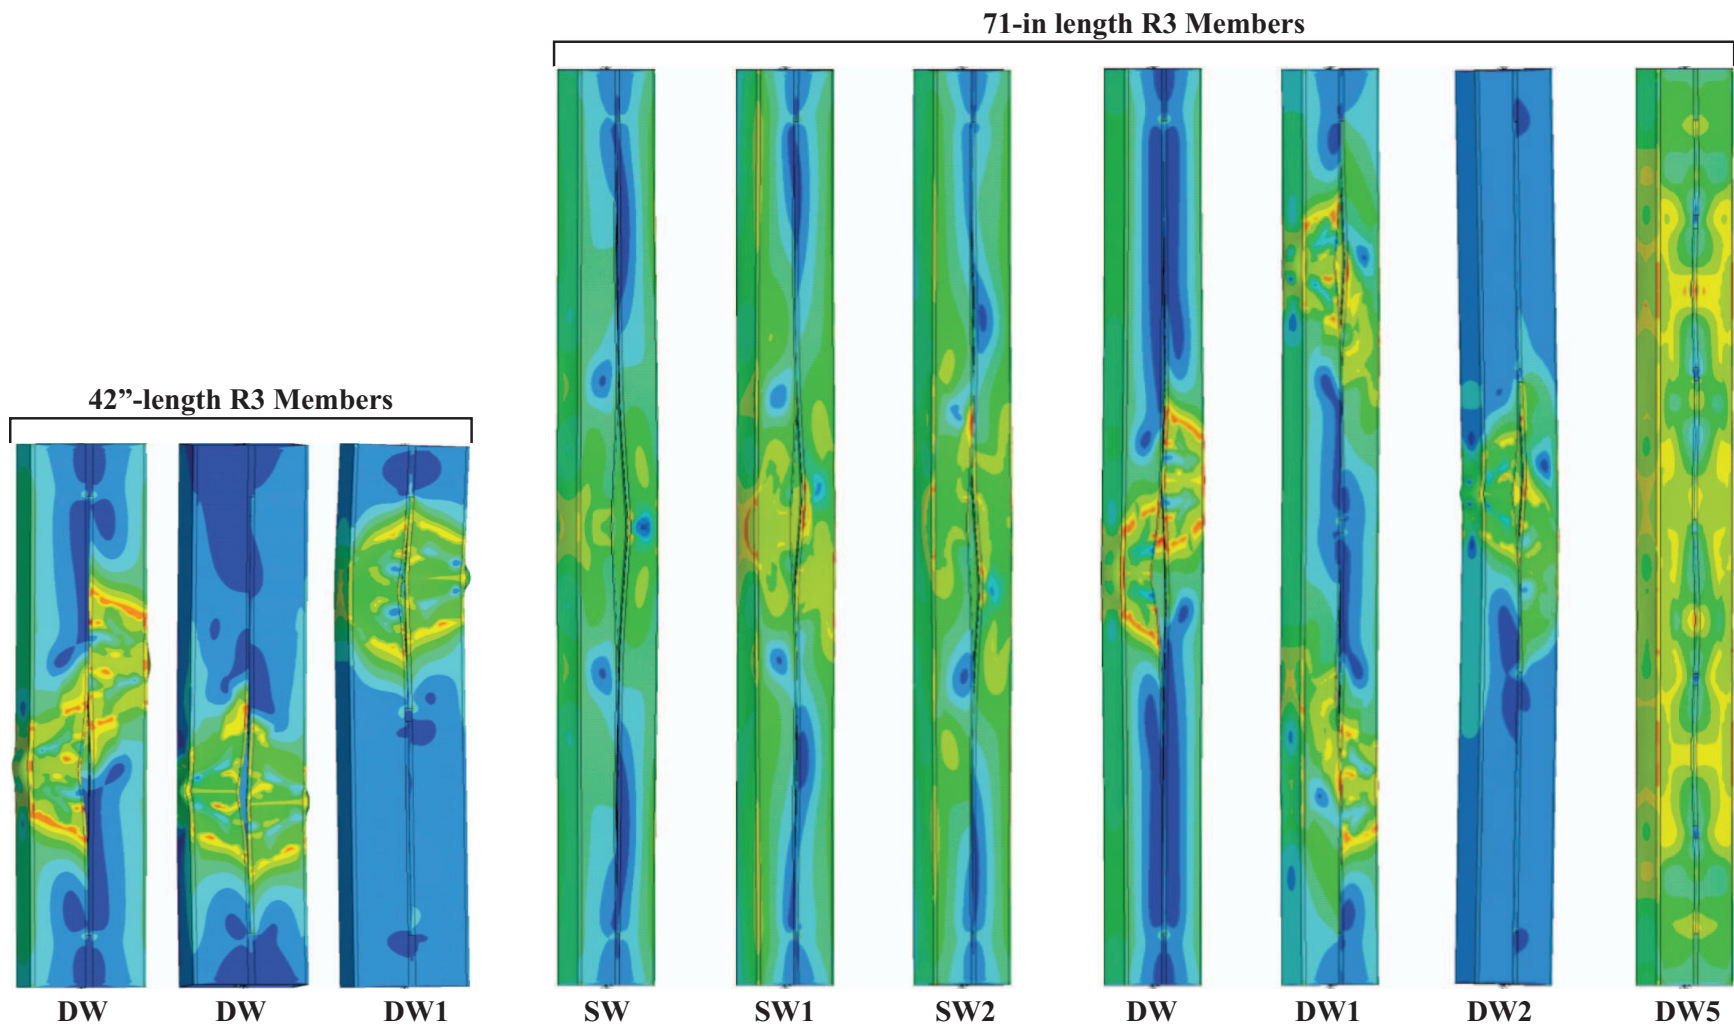 71-in length R3 Members
42”-length R3 Members
DW DW DW1 SW SW1 SW2 DW DW1 DW2 DW5